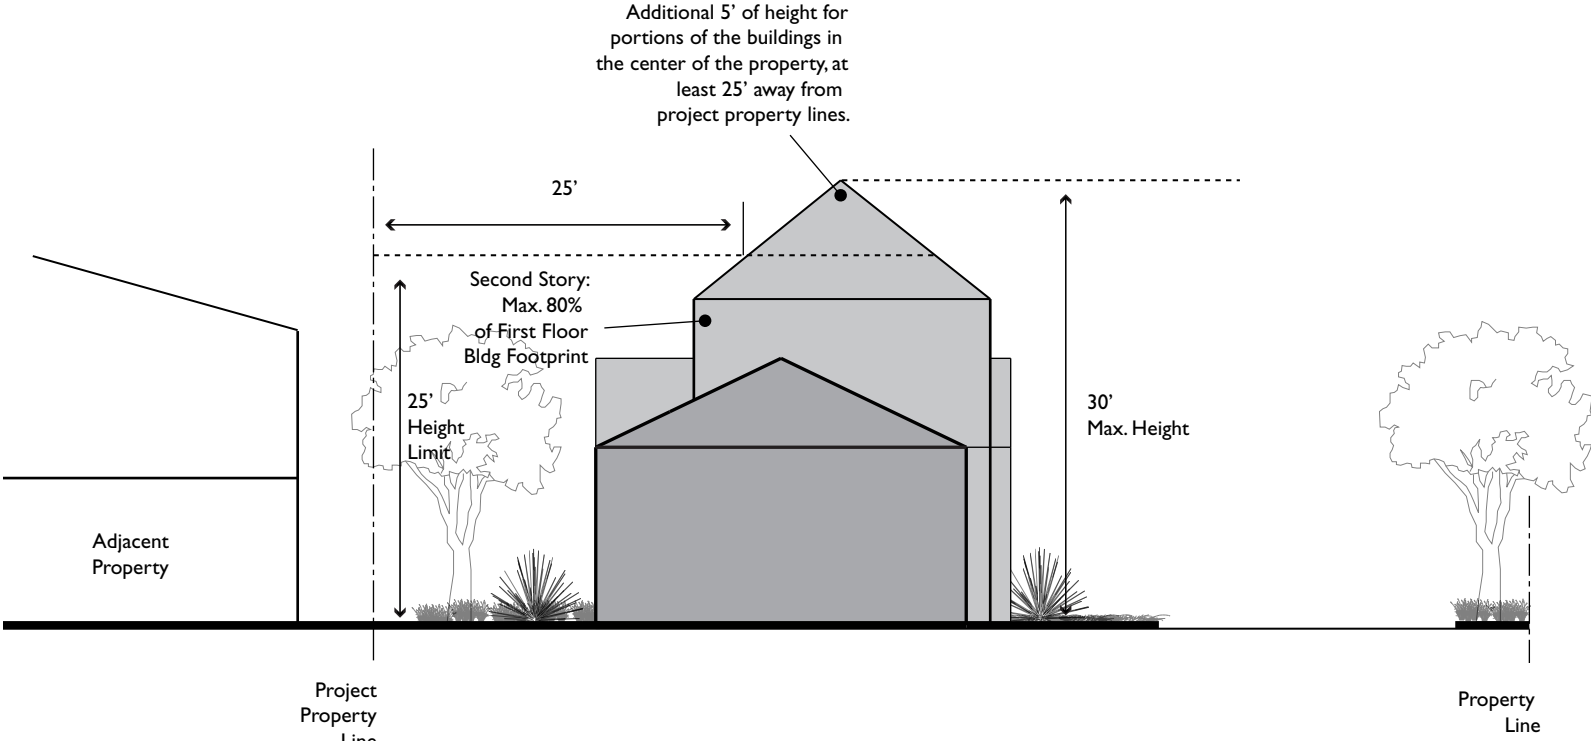 Additional 5’ of height for
portions of the buildings in
the center of the property, at
least 25’ away from
project property lines.
25’
Second Story:
Max. 80%
of First Floor
Bldg Footprint
25’
Height
Limit
30’
Max. Height
Adjacent
Property
Project
Property
Line
Property
Line